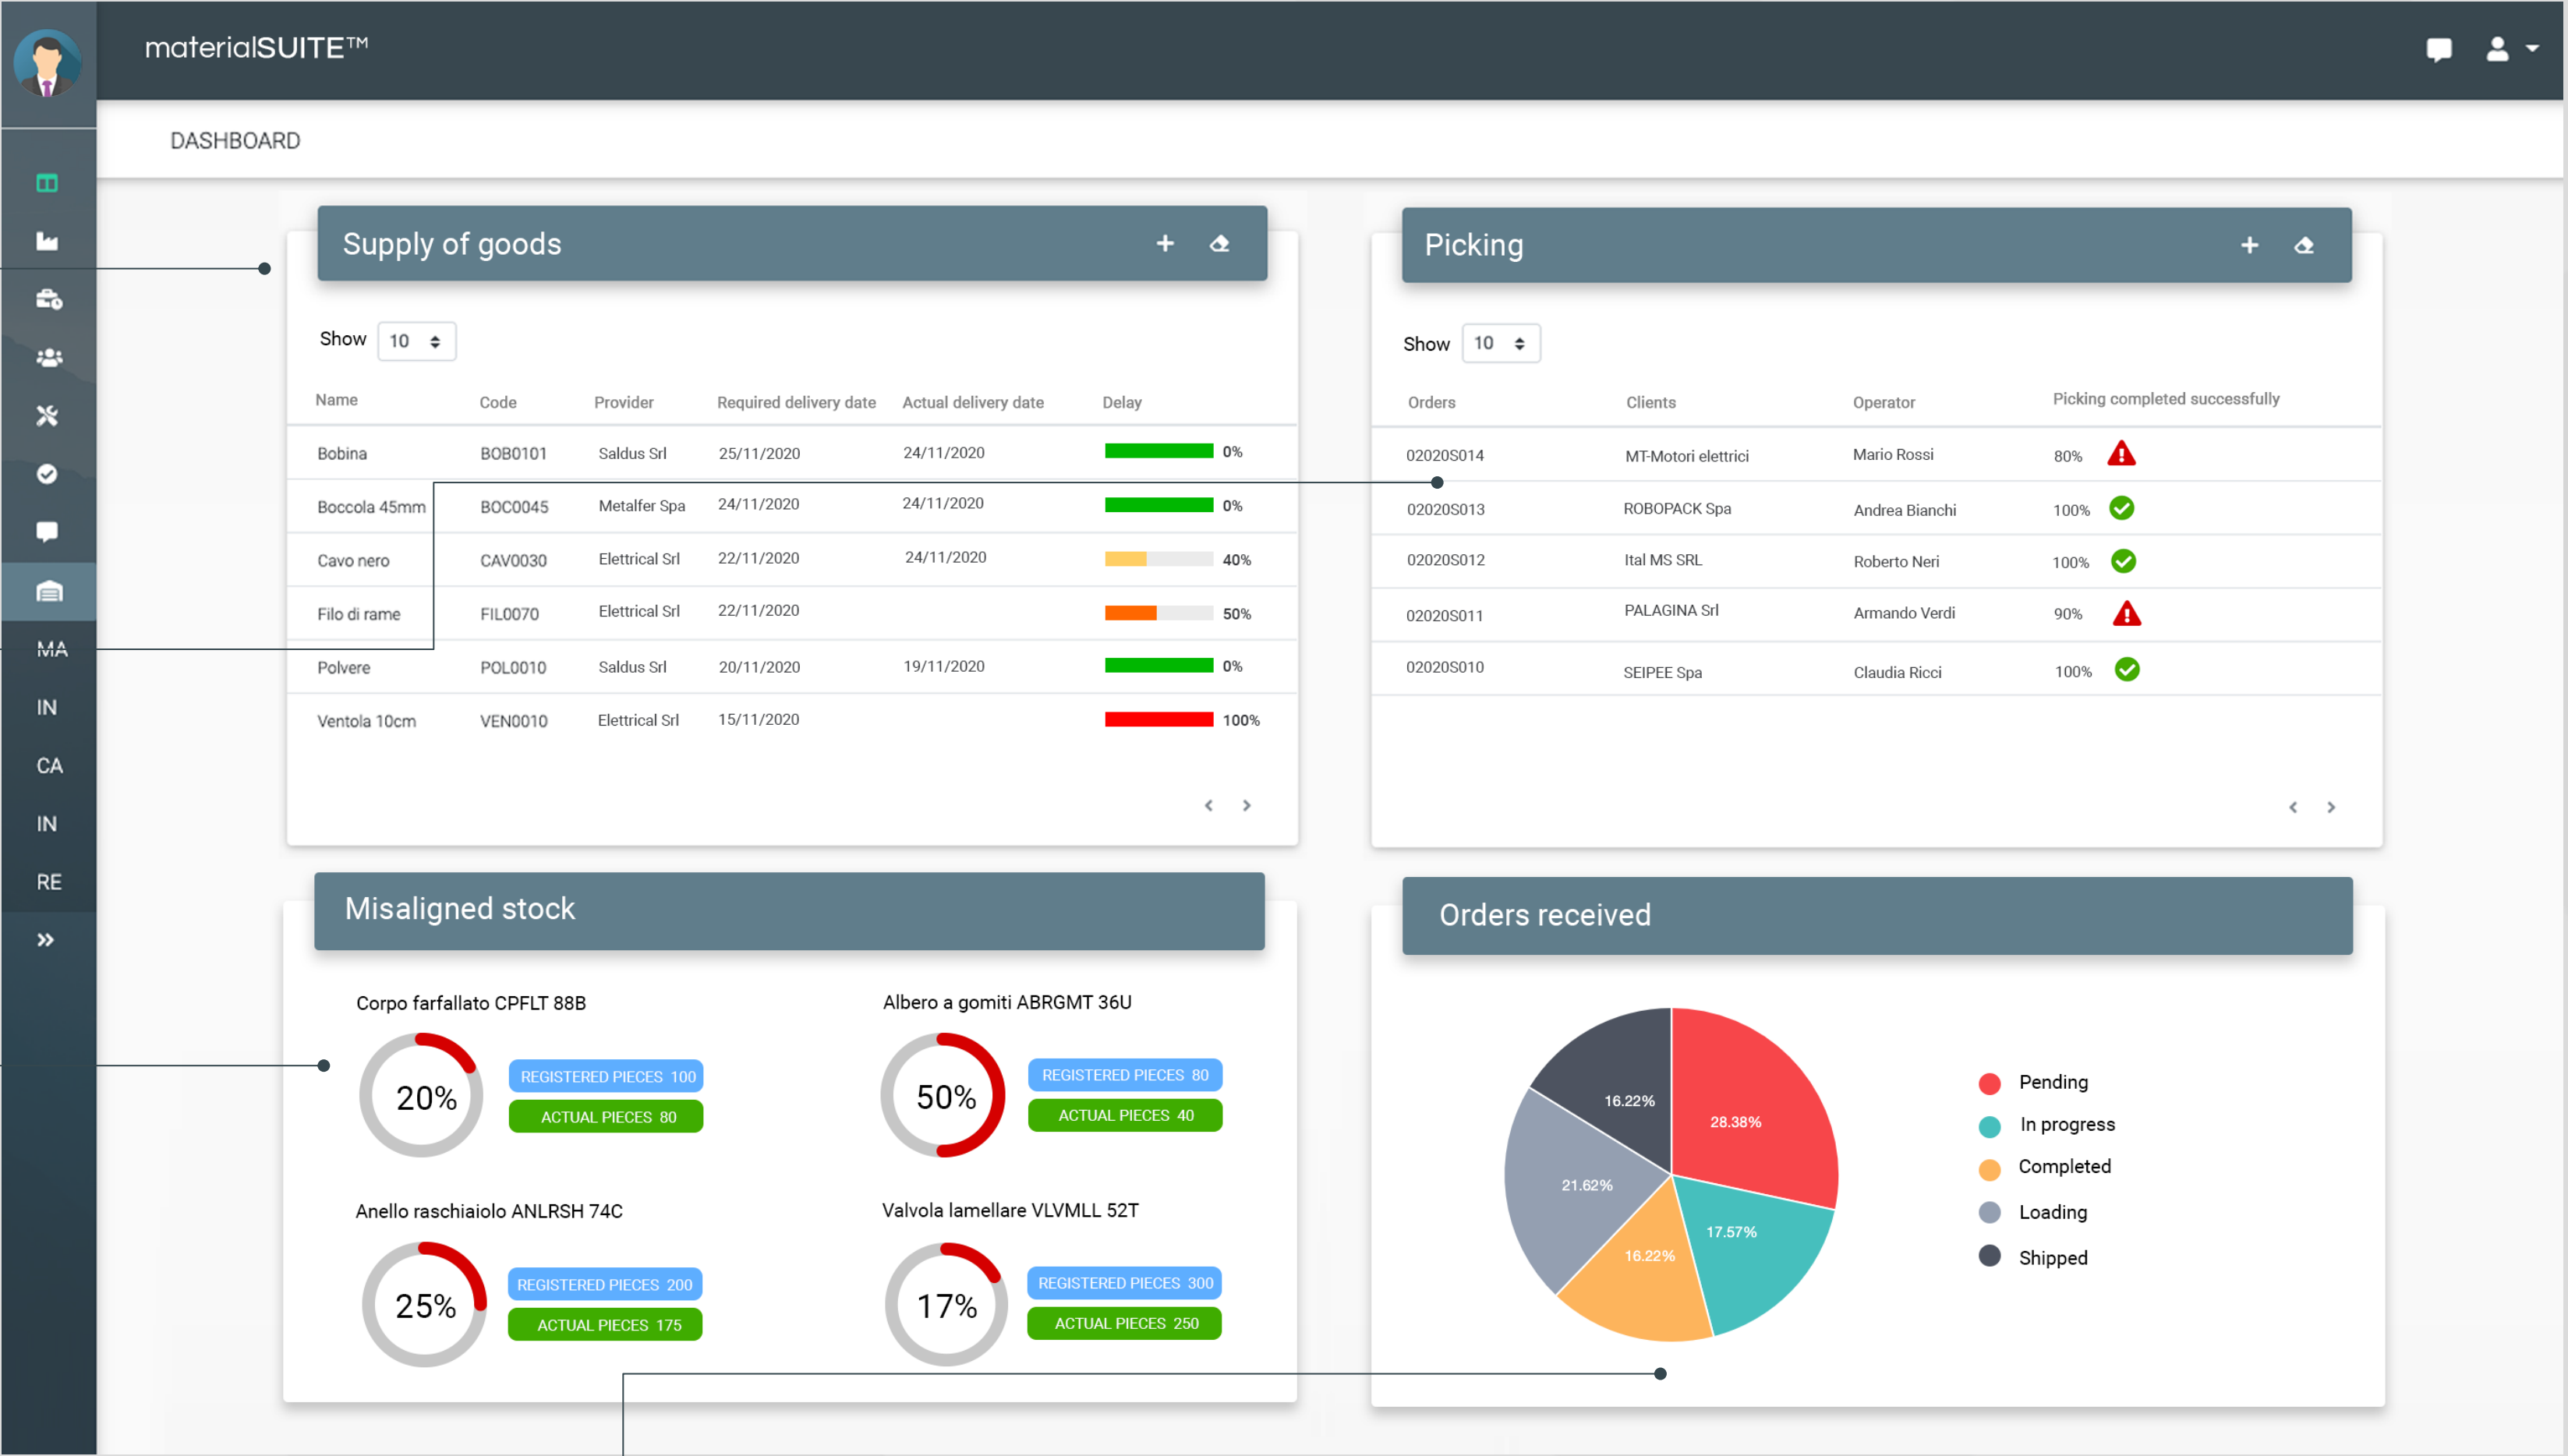 materialSUITE™
DASHBOARD
Supply of goods
Show 10
Name Code Provider Required delivery date Actual delivery date Delay
Bobina BOB0101 Saldus Srl 25/11/2020 24/11/2020 0%
Boccola 45mm BOC0045 Metalfer Spa 24/11/2020 24/11/2020 0%
Cavo nero CAV0030 Elettrical Srl 22/11/2020 24/11/2020 40%
Filo di rame FIL0070 Elettrical Srl 22/11/2020 50%
Polvere POL0010 Saldus Srl 20/11/2020 19/11/2020 0%
Ventola 10cm VEN0010 Elettrical Srl 15/11/2020 100%
Picking
Show 10
Orders Clients Operator Picking completed successfully
02020S014 MT-Motori elettrici Mario Rossi 80%
02020S013 ROBOPACK Spa Andrea Bianchi 100%
02020S012 Ital MS SRL Roberto Neri 100%
02020S011 PALAGINA Srl Armando Verdi 90%
02020S010 SEIPEE Spa Claudia Ricci 100%
MA
IN
CA
IN
RE
Misaligned stock
Corpo farfallato CPFLT 88B
20%
REGISTERED PIECES 100
ACTUAL PIECES 80
Albero a gomiti ABRGMT 36U
50%
REGISTERED PIECES 80
ACTUAL PIECES 40
Anello raschiaiolo ANLRSH 74C
25%
REGISTERED PIECES 200
ACTUAL PIECES 175
Valvola lamellare VLVMLL 52T
17%
REGISTERED PIECES 300
ACTUAL PIECES 250
Orders received
16.22%
28.38%
21.62%
17.57%
16.22%
Pending
In progress
Completed
Loading
Shipped